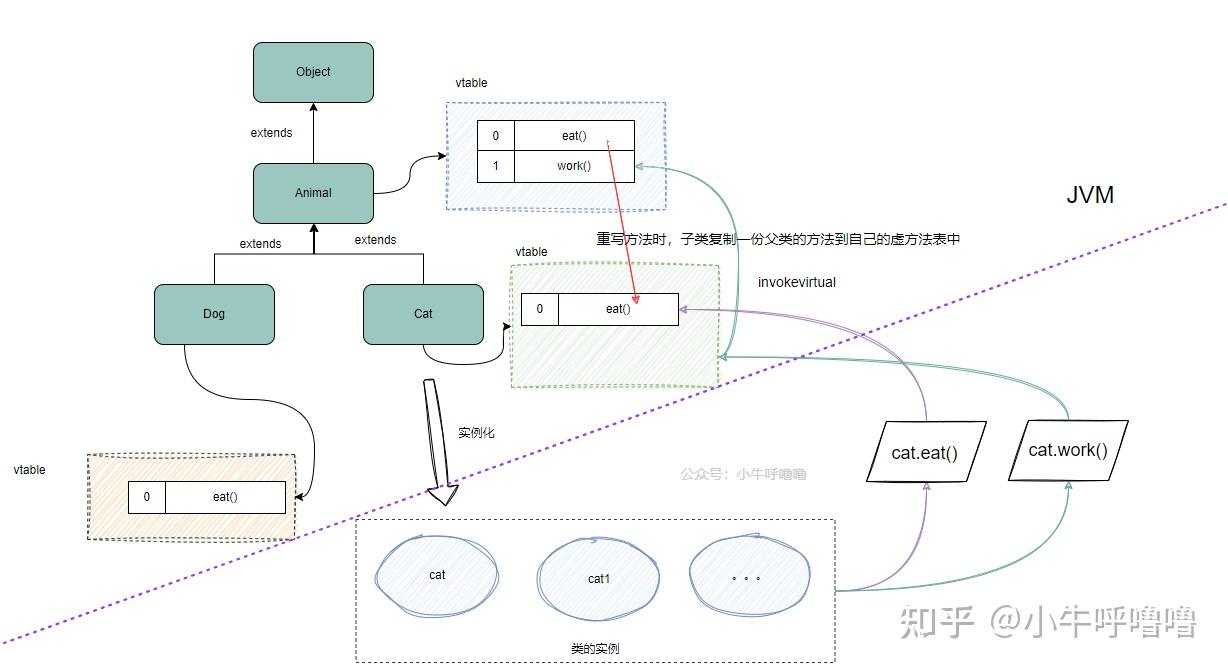 Object
vtable
extends
0 eat()
1 work()
Animal
JVM
extends
extends
重写方法时，子类复制一份父类的方法到自己的虚方法表中
vtable
invokevirtual
Dog
Cat
0 eat()
实例化
cat.eat()
cat.work()
vtable
公众号：小牛呼噜噜
0 eat()
cat
cat1
。。。
类的实例
知乎 @小牛呼噜噜